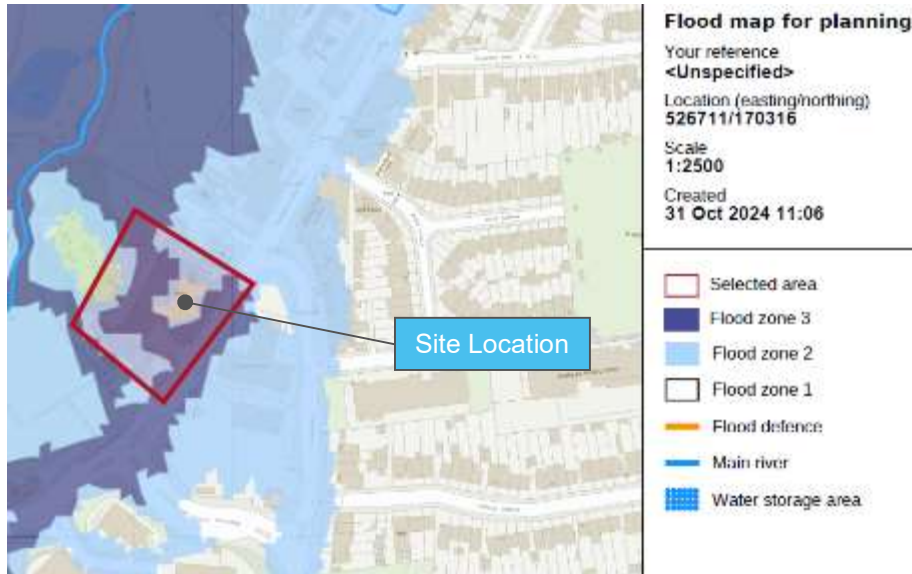 Flood map for planning
Your reference
<Unspecified>
Location (easting/northing)
526711/170316
Scale
1:2500
Created
31 Oct 2024 11:06
Selected area
Flood zone 3
Flood zone 2
Flood zone 1
Flood defence
Main river
Water storage area
Site Location